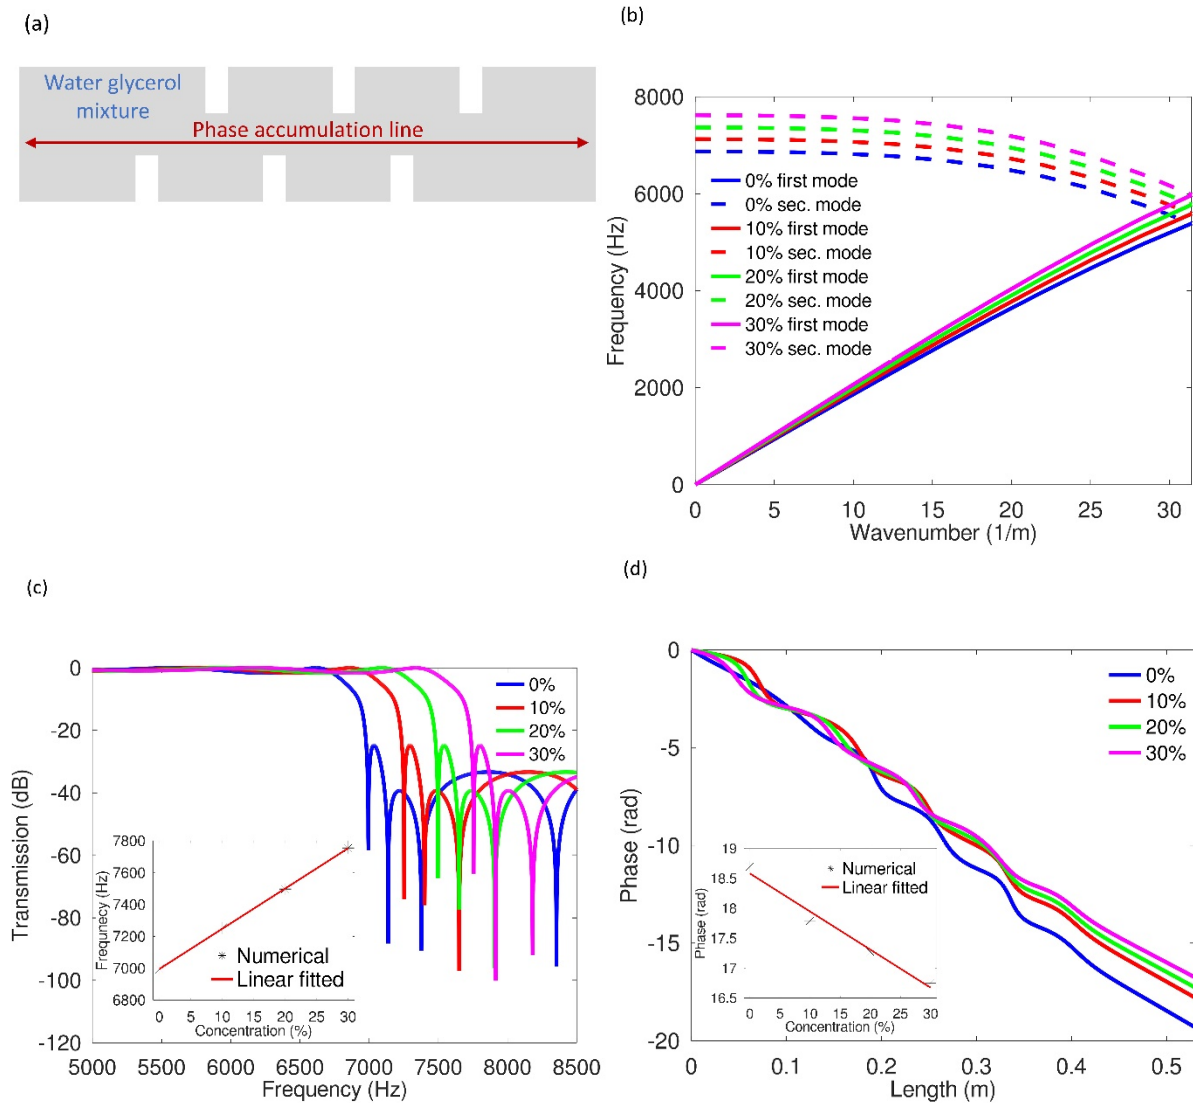 (a)
Water glycerol
mixture
Phase accumulation line
(b)
8000
6000
4000
2000
0
Frequency (Hz)
0% first mode
0% sec. mode
10% first mode
10% sec. mode
20% first mode
20% sec. mode
30% first mode
30% sec. mode
0 5 10 15 20 25 30
Wavenumber (1/m)
(c)
0
-20
-40
-60
-80
-100
-120
Transmission (dB)
0%
10%
20%
30%
7800
7600
7400
7200
7000
6800
Frequnecy (Hz)
Numerical
Linear fitted
0 5 10 15 20 25 30
Concentration (%)
5000 5500 6000 6500 7000 7500 8000 8500
Frequency (Hz)
(d)
0
-5
-10
-15
-20
Phase (rad)
0%
10%
20%
30%
19
18.5
18
17.5
17
16.5
Phase (rad)
Numerical
Linear fitted
0 5 10 15 20 25 30
Concentration (%)
0 0.1 0.2 0.3 0.4 0.5
Length (m)